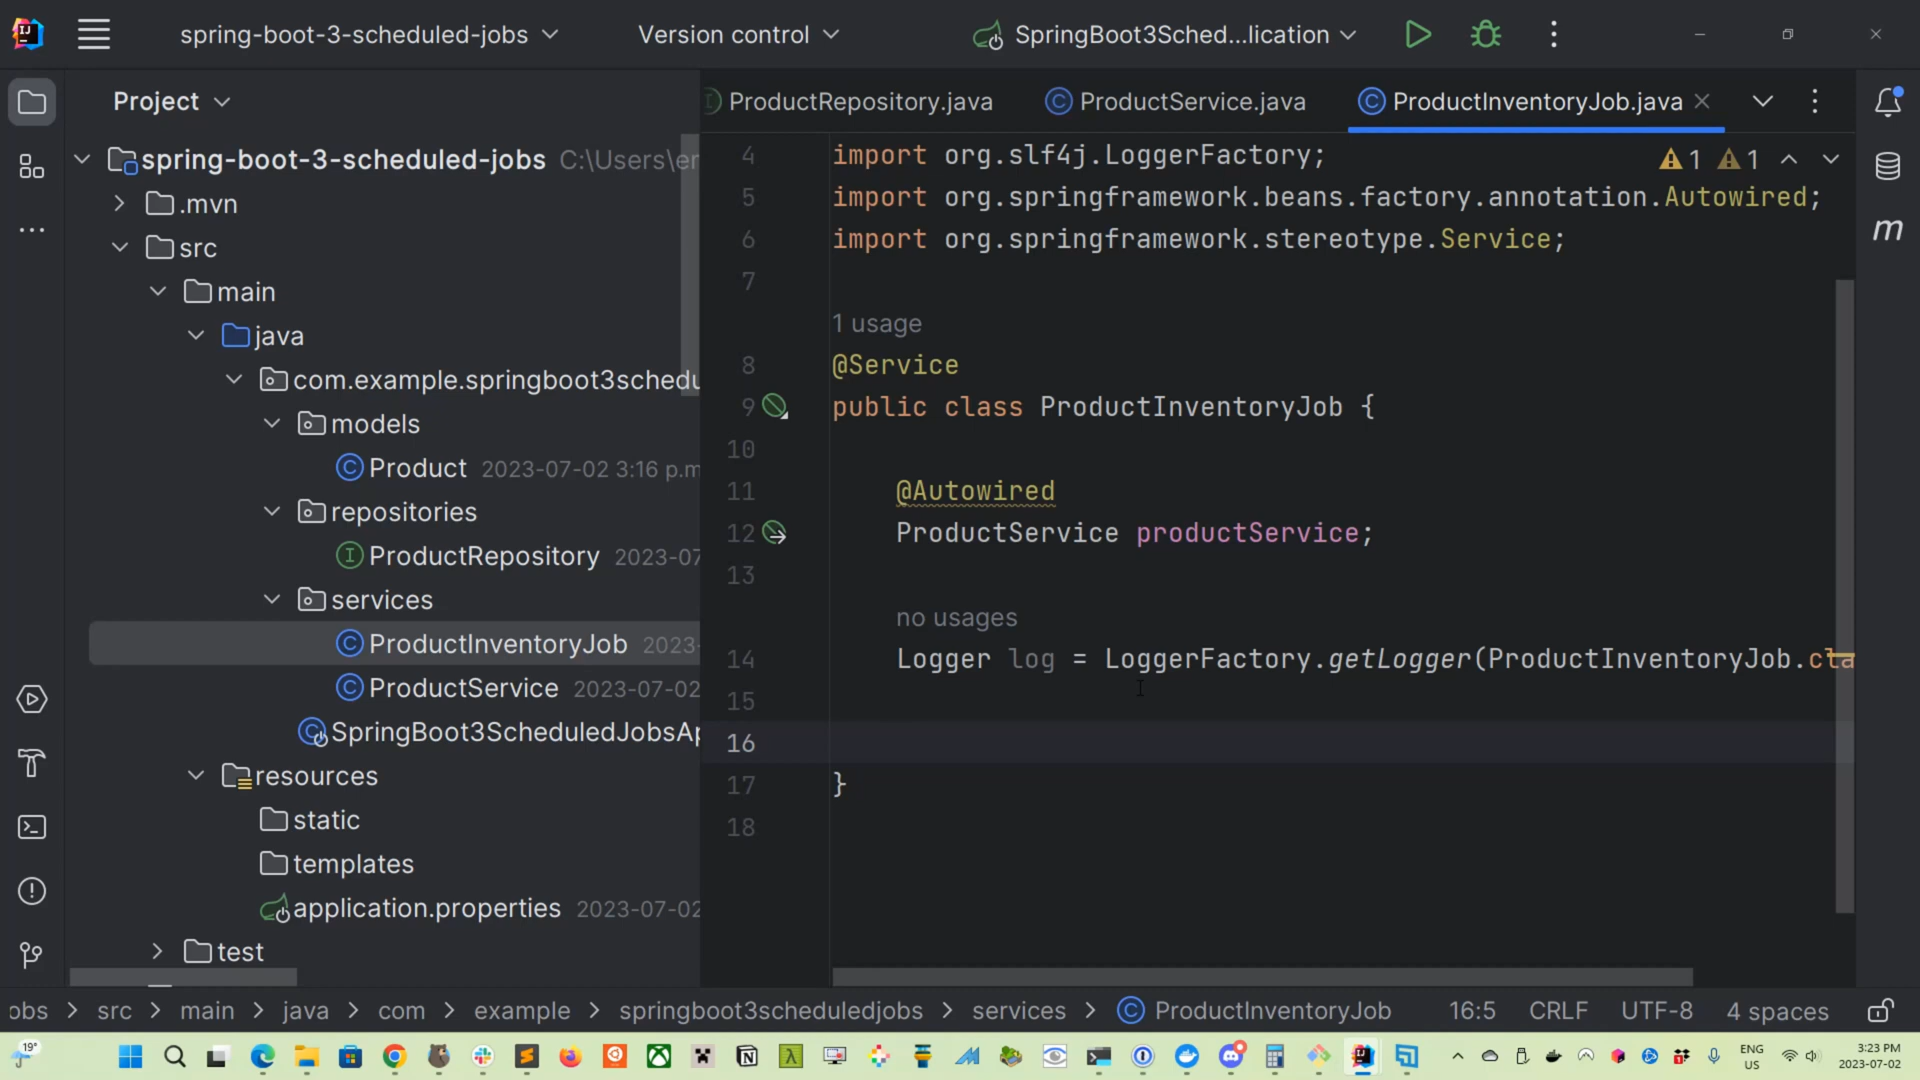 spring-boot-3-scheduled-jobs
Version control
SpringBoot3Sched...lication
Project
spring-boot-3-scheduled-jobs C:\Users\er
.mvn
src
main
java
com.example.springboot3schedu
models
Product 2023-07-02 3:16 p.m
repositories
ProductRepository 2023-07
services
ProductInventoryJob 2023-
ProductService 2023-07-02
SpringBoot3ScheduledJobsAp
resources
static
templates
application.properties 2023-07-02
test
ProductRepository.java
ProductService.java
ProductInventoryJob.java
1 1
4 import org.slf4j.LoggerFactory;
5 import org.springframework.beans.factory.annotation.Autowired;
6 import org.springframework.stereotype.Service;
7
1 usage
8 @Service
9 public class ProductInventoryJob {
10
11 @Autowired
12 ProductService productService;
13
no usages
14 Logger log = LoggerFactory.getLogger(ProductInventoryJob.cla
15
16
17 }
18
m
obs > src > main > java > com > example > springboot3scheduledjobs > services > ProductInventoryJob
16:5 CRLF UTF-8 4 spaces
19°
ENG
US
3:23 PM
2023-07-02